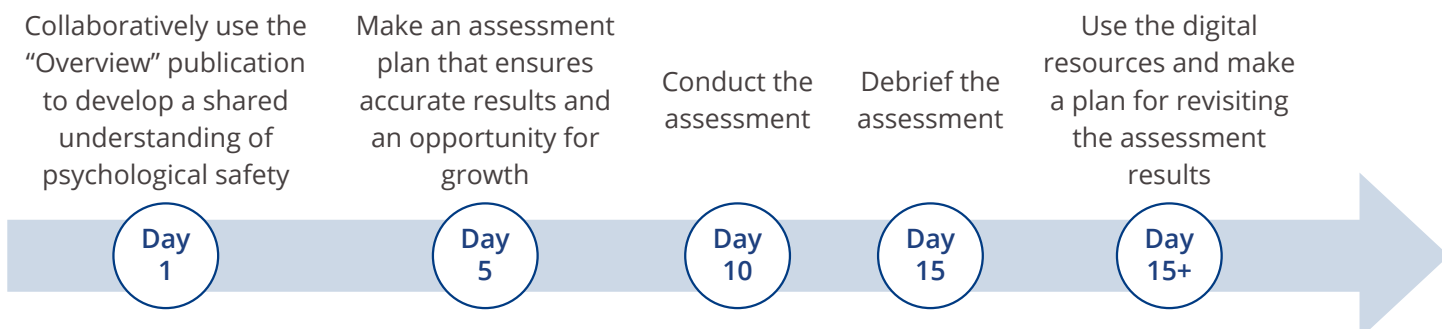 Collaboratively use the
“Overview” publication
to develop a shared
understanding of
psychological safety
Day
1
Make an assessment
plan that ensures
accurate results and
an opportunity for
growth
Day
5
Conduct the
assessment
Day
10
Debrief the
assessment
Day
15
Use the digital
resources and make
a plan for revisiting
the assessment
results
Day
15+